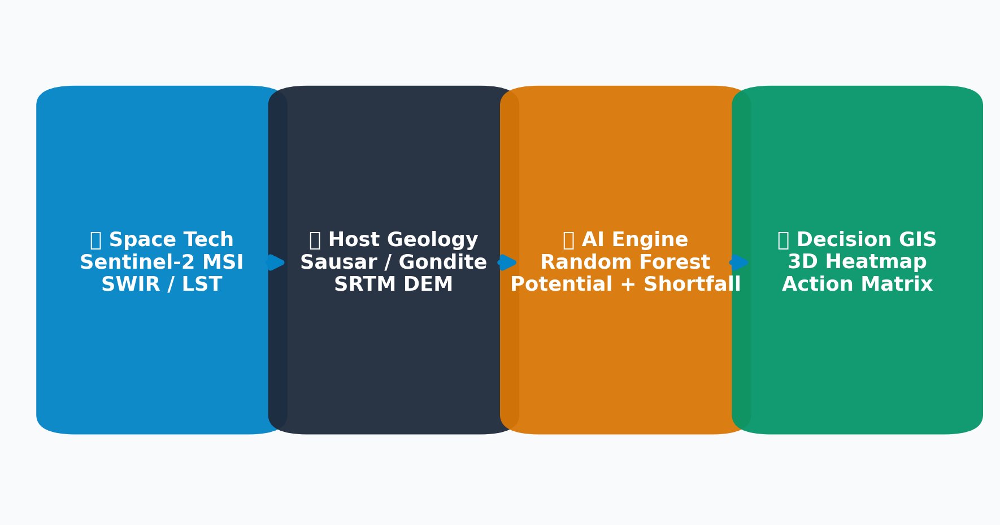 Space Tech
Sentinel-2 MSI
SWIR / LST
Host Geology
Sausar / Gondite
SRTM DEM
AI Engine
Random Forest
Potential + Shortfall
Decision GIS
3D Heatmap
Action Matrix